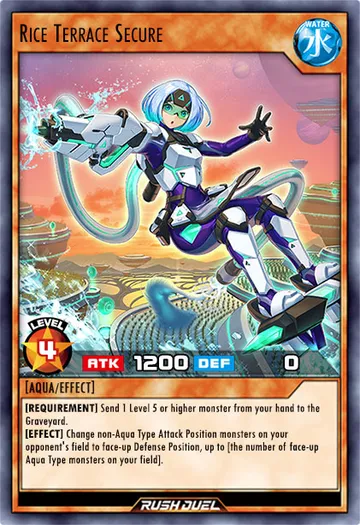 Rice Terrace Secure
WATER
水
LEVEL
4
ATK 1200 DEF 0
[AQUA/EFFECT]
[REQUIREMENT] Send 1 Level 5 or higher monster from your hand to the
Graveyard.
[EFFECT] Change non-Aqua Type Attack Position monsters on your
opponent's field to face-up Defense Position, up to [the number of face-up
Aqua Type monsters on your field].
RUSH DUEL